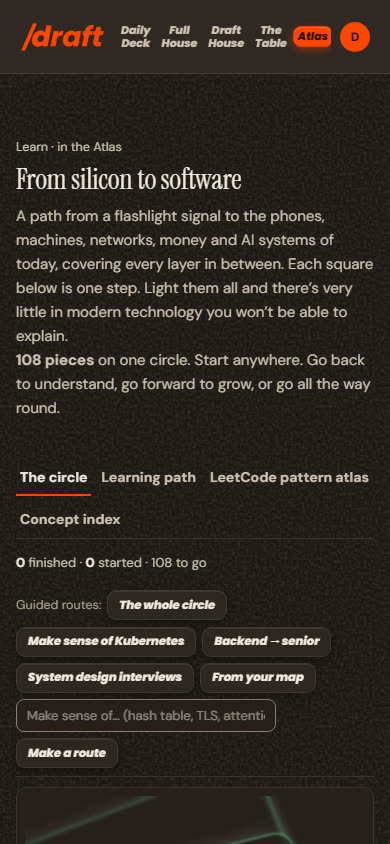 /draft
Daily Deck
Full House
Draft House
The Table
Atlas
D
Learn · in the Atlas
From silicon to software
A path from a flashlight signal to the phones,
machines, networks, money and AI systems of
today, covering every layer in between. Each square
below is one step. Light them all and there's very
little in modern technology you won't be able to
explain.
108 pieces on one circle. Start anywhere. Go back
to understand, go forward to grow, or go all the way
round.
The circle Learning path LeetCode pattern atlas
Concept index
0 finished · 0 started · 108 to go
Guided routes: The whole circle
Make sense of Kubernetes Backend → senior
System design interviews From your map
Make sense of... (hash table, TLS, attenti
Make a route